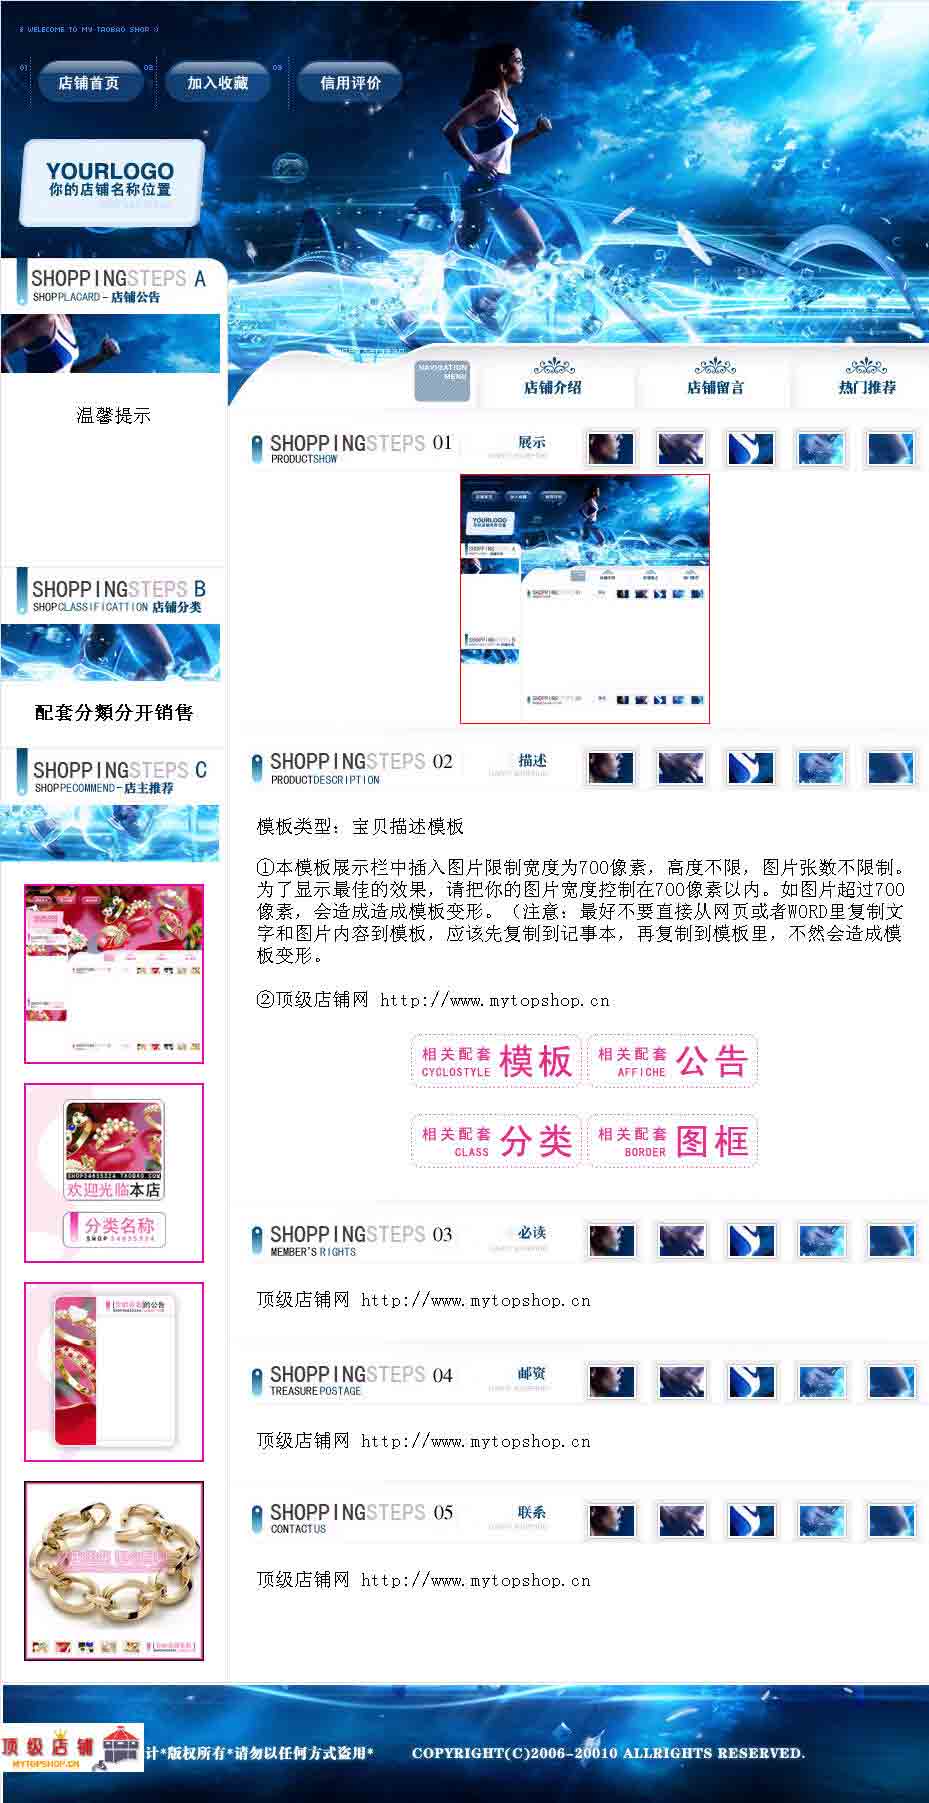 WELECOME TO MY TAOBAO SHOP :)
01 店铺首页
02 加入收藏
03 信用评价
YOURLOGO
你的店铺名称位置
SHOPPINGSTEPS A
SHOPPLACARD - 店铺公告
NAVHIATION
MENU
店铺介绍
店铺留言
热门推荐
温馨提示
SHOPPINGSTEPS 01
PRODUCTSHOW
展示
YOURLOGO
SHOPPINGSTEPS B
SHOPCLASSIFICATTION 店铺分类
配套分類分开销售
SHOPPINGSTEPS C
SHOPPECOMMEND - 店主推荐
SHOPPINGSTEPS 02
PRODUCTDESCRIPTION
描述
模板类型：宝贝描述模板
①本模板展示栏中插入图片限制宽度为700像素，高度不限，图片张数不限制。
为了显示最佳的效果，请把你的图片宽度控制在700像素以内。如图片超过700
像素，会造成造成模板变形。（注意：最好不要直接从网页或者WORD里复制文
字和图片内容到模板，应该先复制到记事本，再复制到模板里，不然会造成模
板变形。
②顶级店铺网 http://www.mytopshop.cn
相关配套 模板
CYCLOSTYLE
相关配套 公告
AFFICHE
相关配套 分类
CLASS
相关配套 图框
BORDER
SHOP34835324 TAOBAO.COM
欢迎光临本店
分类名称
SHOP 34835324
SHOPPINGSTEPS 03
MEMBER'S RIGHTS
必读
顶级店铺网 http://www.mytopshop.cn
的公告
SHOPPINGSTEPS 04
TREASURE POSTAGE
邮资
顶级店铺网 http://www.mytopshop.cn
SHOPPINGSTEPS 05
CONTACT US
联系
顶级店铺网 http://www.mytopshop.cn
顶级店铺
MYTOPSHOP.CN
计*版权所有*请勿以任何方式盗用*
COPYRIGHT(C)2006-20010 ALLRIGHTS RESERVED.